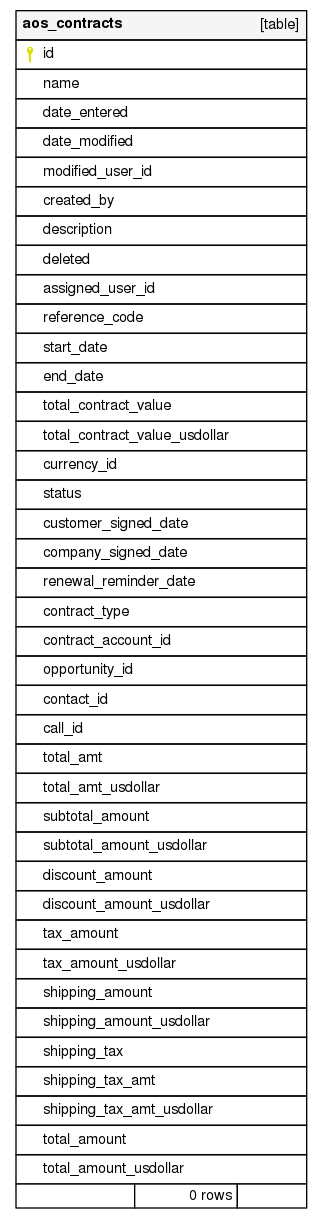 aos_contracts [table]
id
name
date_entered
date_modified
modified_user_id
created_by
description
deleted
assigned_user_id
reference_code
start_date
end_date
total_contract_value
total_contract_value_usdollar
currency_id
status
customer_signed_date
company_signed_date
renewal_reminder_date
contract_type
contract_account_id
opportunity_id
contact_id
call_id
total_amt
total_amt_usdollar
subtotal_amount
subtotal_amount_usdollar
discount_amount
discount_amount_usdollar
tax_amount
tax_amount_usdollar
shipping_amount
shipping_amount_usdollar
shipping_tax
shipping_tax_amt
shipping_tax_amt_usdollar
total_amount
total_amount_usdollar
0 rows